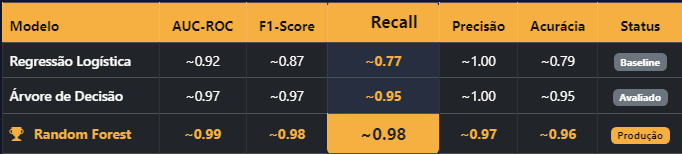 Modelo AUC-ROC F1-Score Recall Precisão Acurácia Status
Regressão Logística ~0.92 ~0.87 ~0.77 ~1.00 ~0.79 Baseline
Árvore de Decisão ~0.97 ~0.97 ~0.95 ~1.00 ~0.95 Avaliado
Random Forest ~0.99 ~0.98 ~0.98 ~0.97 ~0.96 Produção